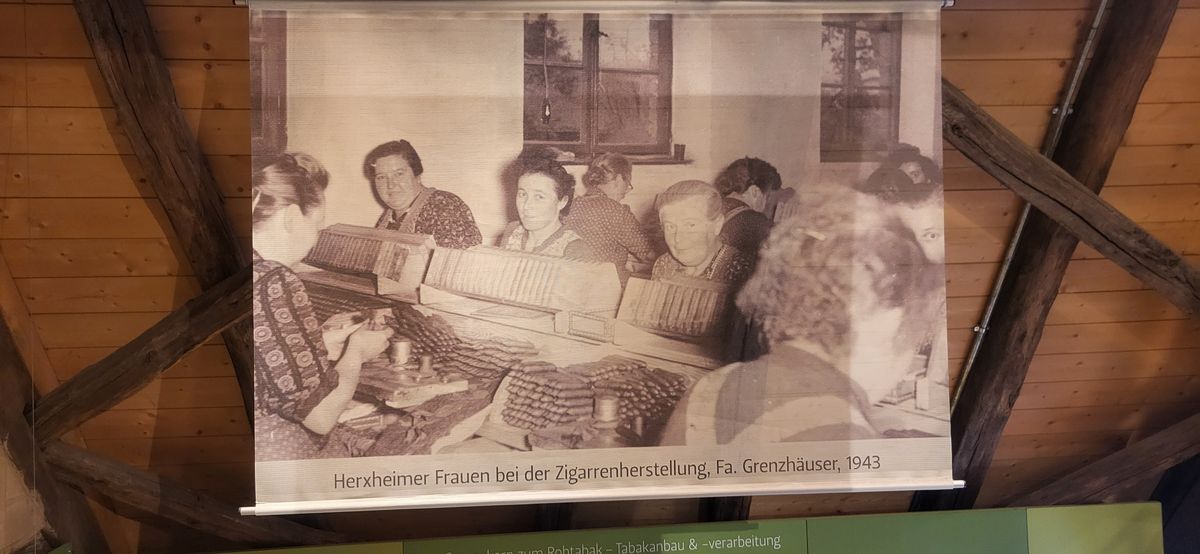 Herxheimer Frauen bei der Zigarrenherstellung, Fa. Grenzhäuser, 1943
zum Rohtabak – Tabakanbau & –verarbeitung